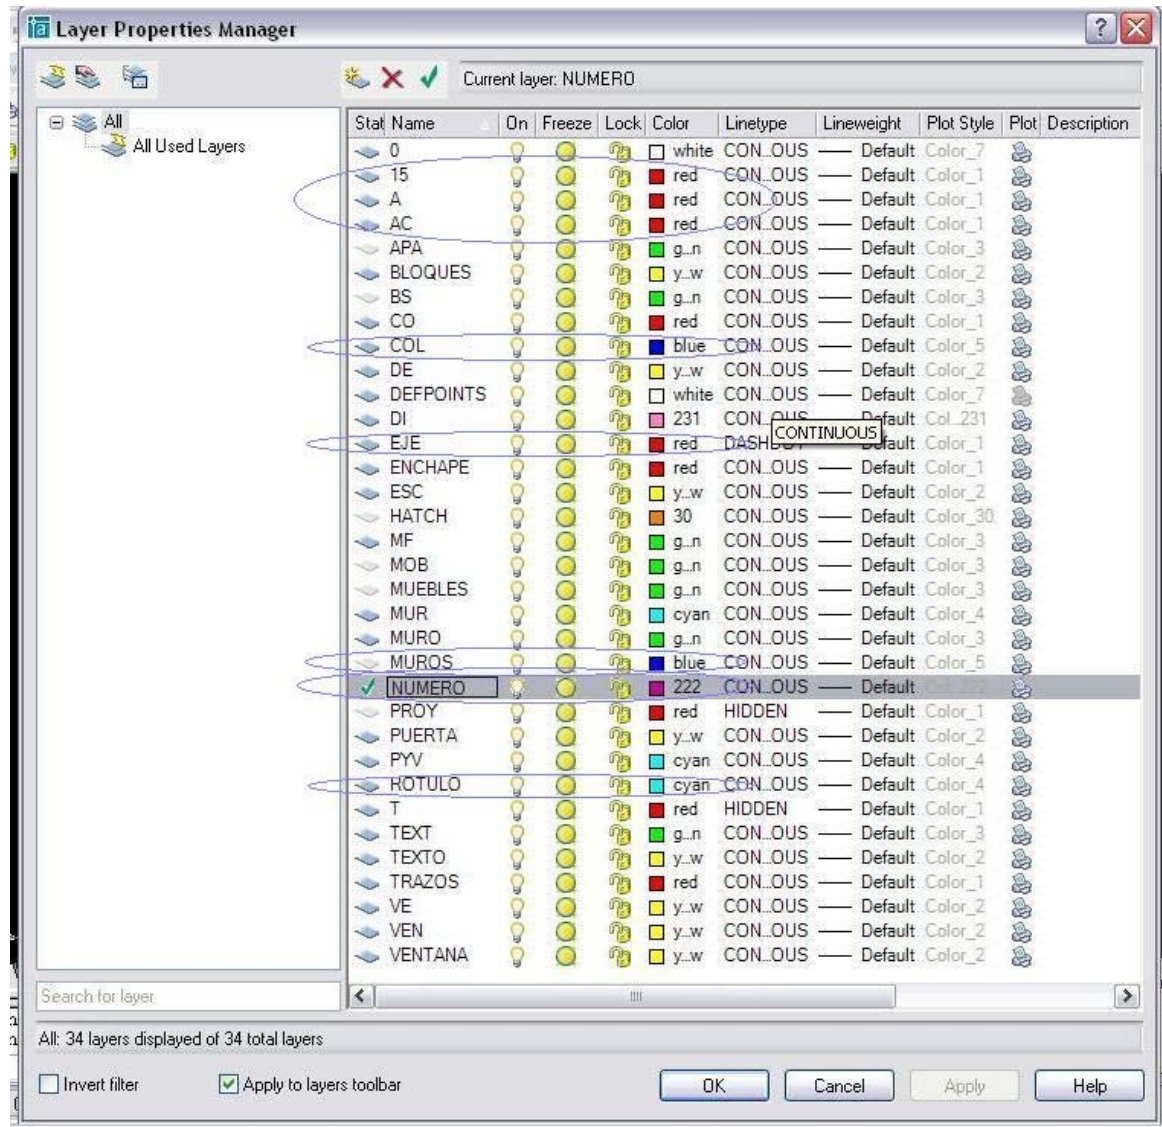 Layer Properties Manager
Current layer: NUMERO
All
All Used Layers
Stat Name On Freeze Lock Color Linetype Lineweight Plot Style Plot Description
0 white CON...OUS Default Color_7
15 red CON...OUS Default Color_1
A red CON...OUS Default Color_1
AC red CON...OUS Default Color_1
APA g...n CON...OUS Default Color_3
BLOQUES y...w CON...OUS Default Color_2
BS g...n CON...OUS Default Color_3
CO red CON...OUS Default Color_1
COL blue CON...OUS Default Color_5
DE y...w CON...OUS Default Color_2
DEFPOINTS white CON...OUS Default Color_7
DI 231 CON...OUS Default Col...231
CONTINUOUS
EJE red DASHDOT Default Color_1
ENCHAPE red CON...OUS Default Color_1
ESC y...w CON...OUS Default Color_2
HATCH 30 CON...OUS Default Color_30
MF g...n CON...OUS Default Color_3
MOB g...n CON...OUS Default Color_3
MUEBLES g...n CON...OUS Default Color_3
MUR cyan CON...OUS Default Color_4
MURO g...n CON...OUS Default Color_3
MUROS blue CON...OUS Default Color_5
NUMERO 222 CON...OUS Default Col...222
PROY red HIDDEN Default Color_1
PUERTA y...w CON...OUS Default Color_2
PYV cyan CON...OUS Default Color_4
ROTULO cyan CON...OUS Default Color_4
T red HIDDEN Default Color_1
TEXT g...n CON...OUS Default Color_3
TEXTO y...w CON...OUS Default Color_2
TRAZOS red CON...OUS Default Color_1
VE y...w CON...OUS Default Color_2
VEN y...w CON...OUS Default Color_2
VENTANA y...w CON...OUS Default Color_2
Search for layer
All: 34 layers displayed of 34 total layers
Invert filter
Apply to layers toolbar
OK Cancel Apply Help